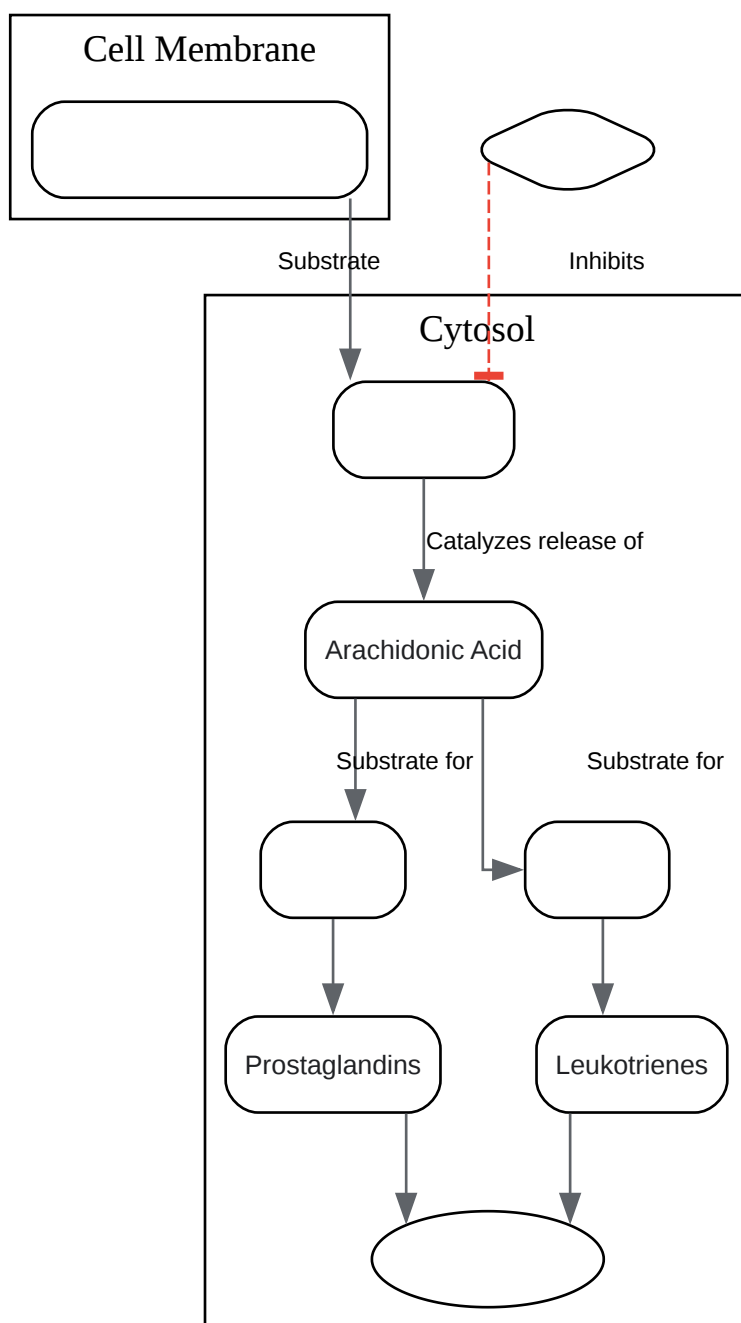 Cell Membrane
Substrate
Inhibits
Cytosol
Catalyzes release of
Arachidonic Acid
Substrate for
Substrate for
Prostaglandins
Leukotrienes